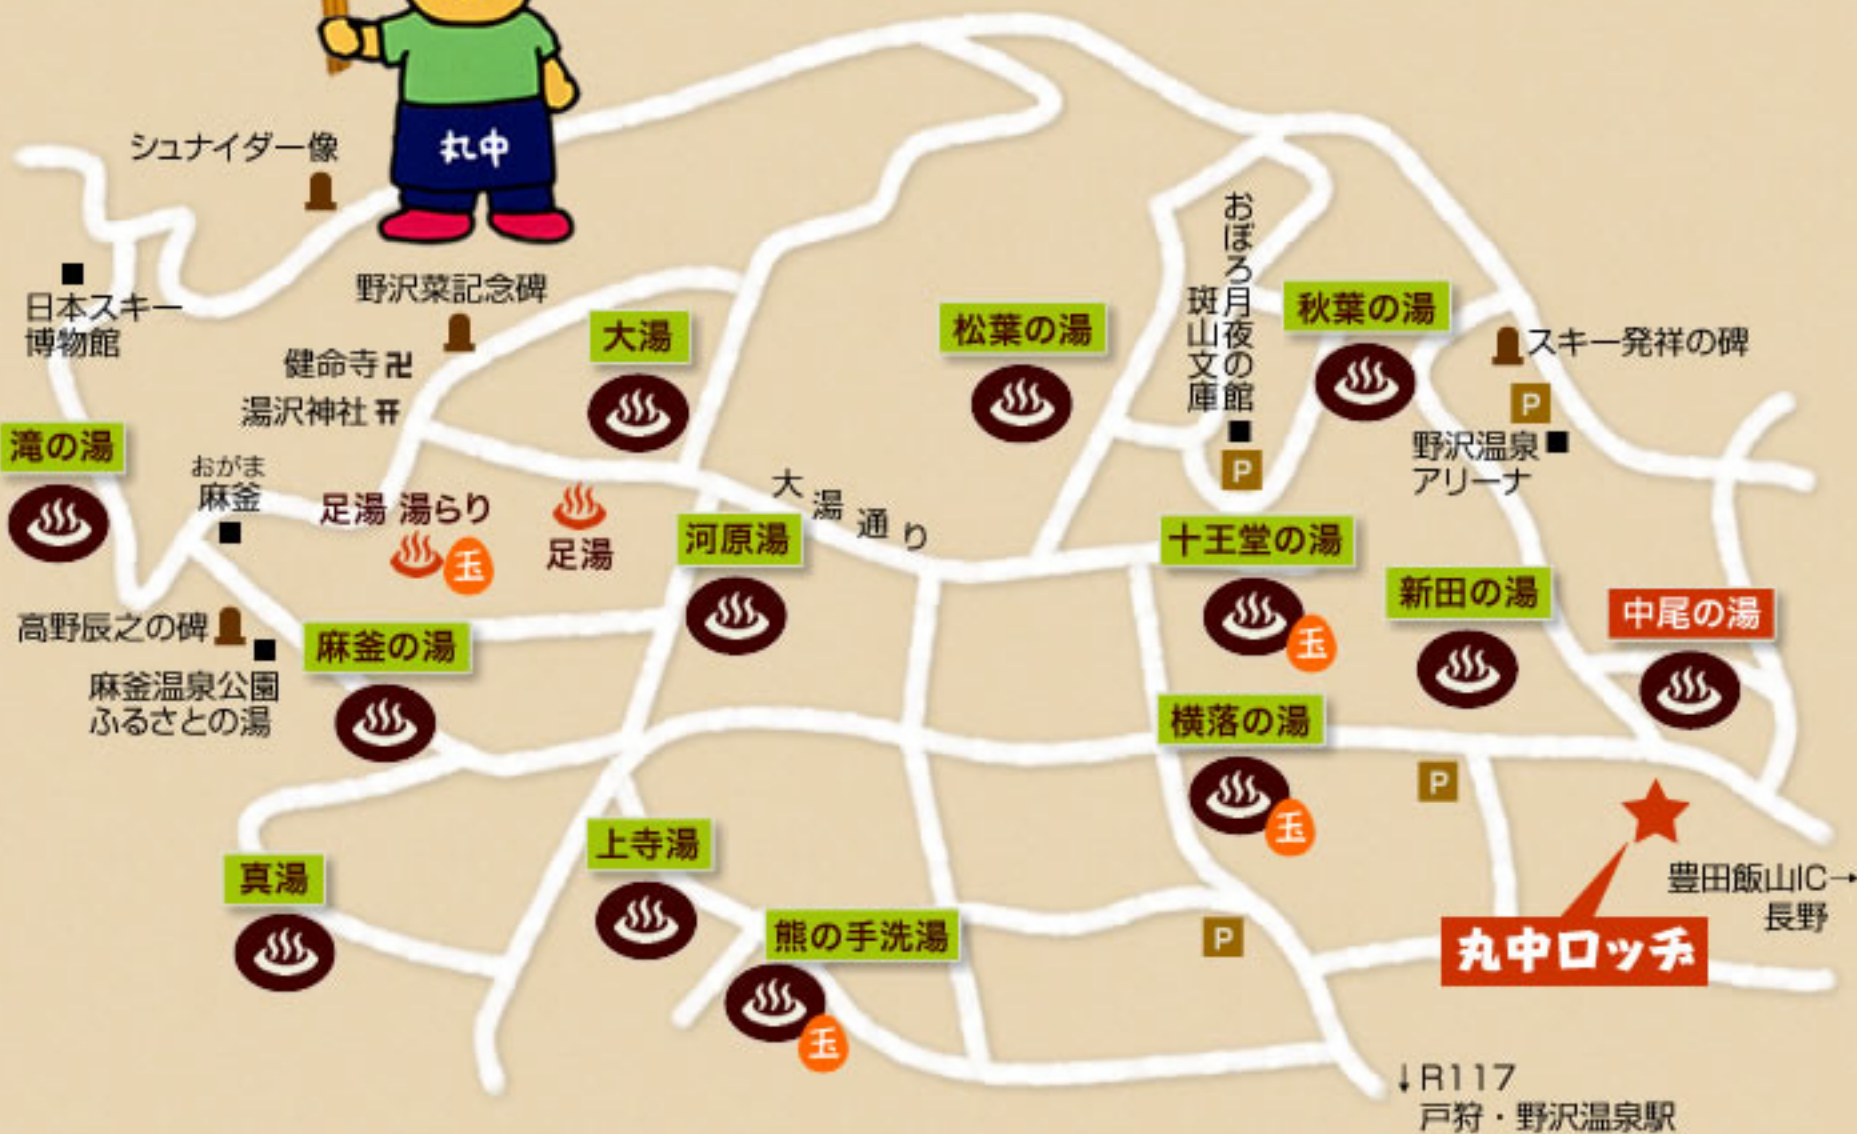 丸中
シュナイダー像
日本スキー
博物館
野沢菜記念碑
健命寺卍
湯沢神社
大湯
松葉の湯
おぼろ月夜の館
斑山文庫
秋葉の湯
スキー発祥の碑
P
野沢温泉
アリーナ
滝の湯
おがま
麻釜
足湯 湯らり
玉
足湯
大湯通り
河原湯
P
十王堂の湯
玉
新田の湯
中尾の湯
高野辰之の碑
麻釜温泉公園
ふるさとの湯
麻釜の湯
横落の湯
玉
P
真湯
上寺湯
熊の手洗湯
玉
P
丸中ロッヂ
豊田飯山IC→
長野
↓R117
戸狩・野沢温泉駅